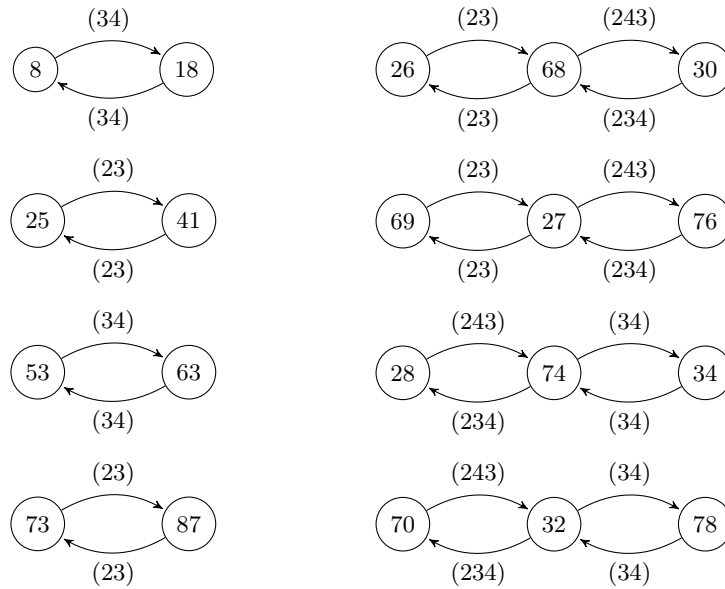 (34) (23) (243)
8 18 26 68 30
(34) (23) (234)
(23) (23) (243)
25 41 69 27 76
(23) (23) (234)
(34) (243) (34)
53 63 28 74 34
(34) (234) (34)
(23) (243) (34)
73 87 70 32 78
(23) (234) (34)